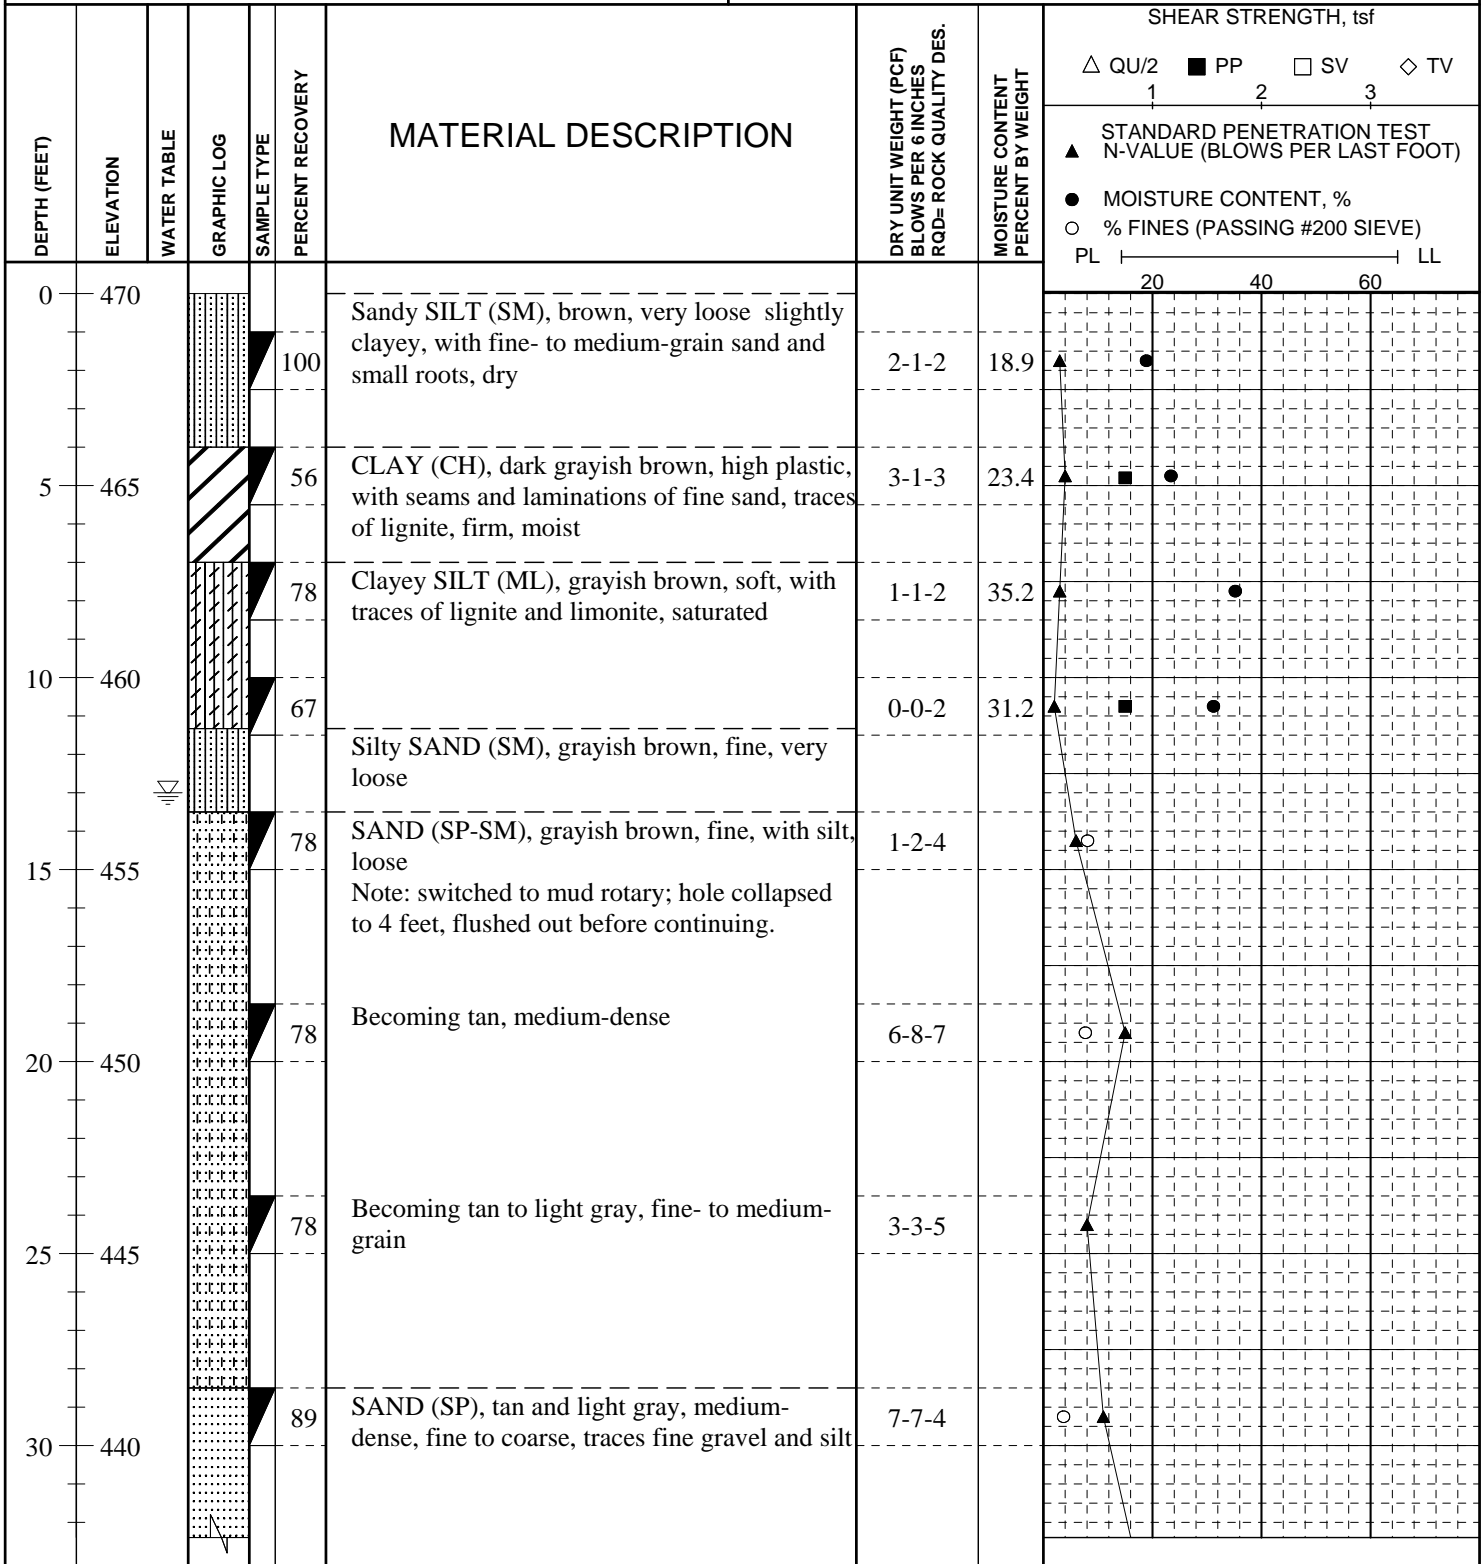 SHEAR STRENGTH, tsf
QU/2 PP SV TV
1 2 3
STANDARD PENETRATION TEST
N-VALUE (BLOWS PER LAST FOOT)
MOISTURE CONTENT, %
% FINES (PASSING #200 SIEVE)
PL LL
20 40 60
DEPTH (FEET)
ELEVATION
WATER TABLE
GRAPHIC LOG
SAMPLE TYPE
PERCENT RECOVERY
MATERIAL DESCRIPTION
DRY UNIT WEIGHT (PCF)
BLOWS PER 6 INCHES
RQD= ROCK QUALITY DES.
MOISTURE CONTENT
PERCENT BY WEIGHT
0 470
Sandy SILT (SM), brown, very loose slightly
clayey, with fine- to medium-grain sand and
small roots, dry
100 2-1-2 18.9
CLAY (CH), dark grayish brown, high plastic,
with seams and laminations of fine sand, traces
of lignite, firm, moist
56 3-1-3 23.4
5 465
Clayey SILT (ML), grayish brown, soft, with
traces of lignite and limonite, saturated
78 1-1-2 35.2
10 460
67 0-0-2 31.2
Silty SAND (SM), grayish brown, fine, very
loose
SAND (SP-SM), grayish brown, fine, with silt,
loose
78 1-2-4
15 455
Note: switched to mud rotary; hole collapsed
to 4 feet, flushed out before continuing.
Becoming tan, medium-dense
78 6-8-7
20 450
Becoming tan to light gray, fine- to medium-
grain
78 3-3-5
25 445
SAND (SP), tan and light gray, medium-
dense, fine to coarse, traces fine gravel and silt
89 7-7-4
30 440